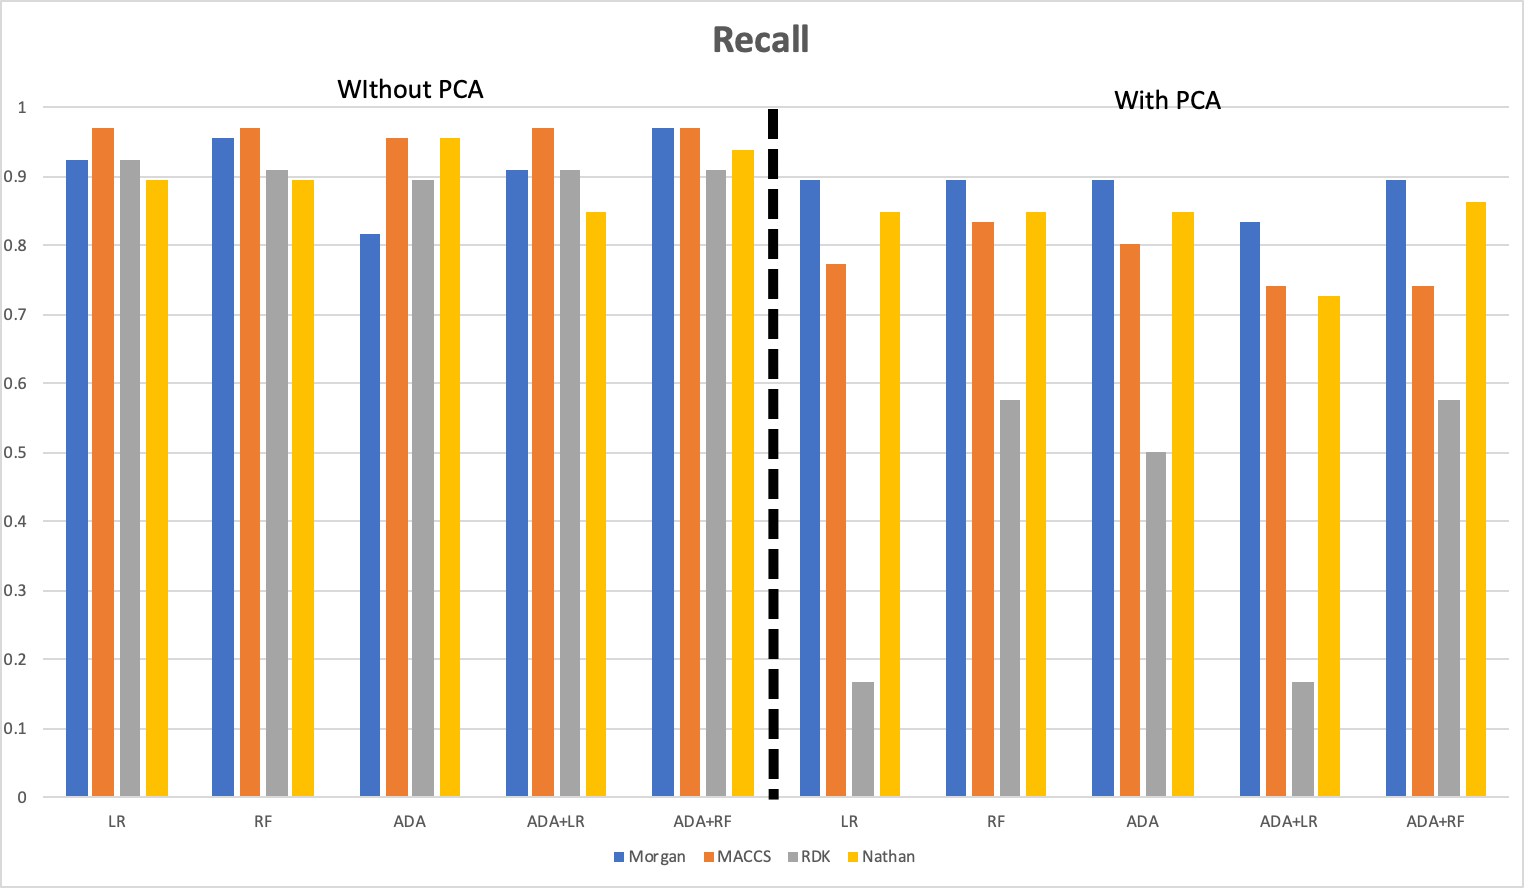 Recall
WIthout PCA
With PCA
1
0.9
0.8
0.7
0.6
0.5
0.4
0.3
0.2
0.1
0
LR RF ADA ADA+LR ADA+RF LR RF ADA ADA+LR ADA+RF
Morgan MACCS RDK Nathan